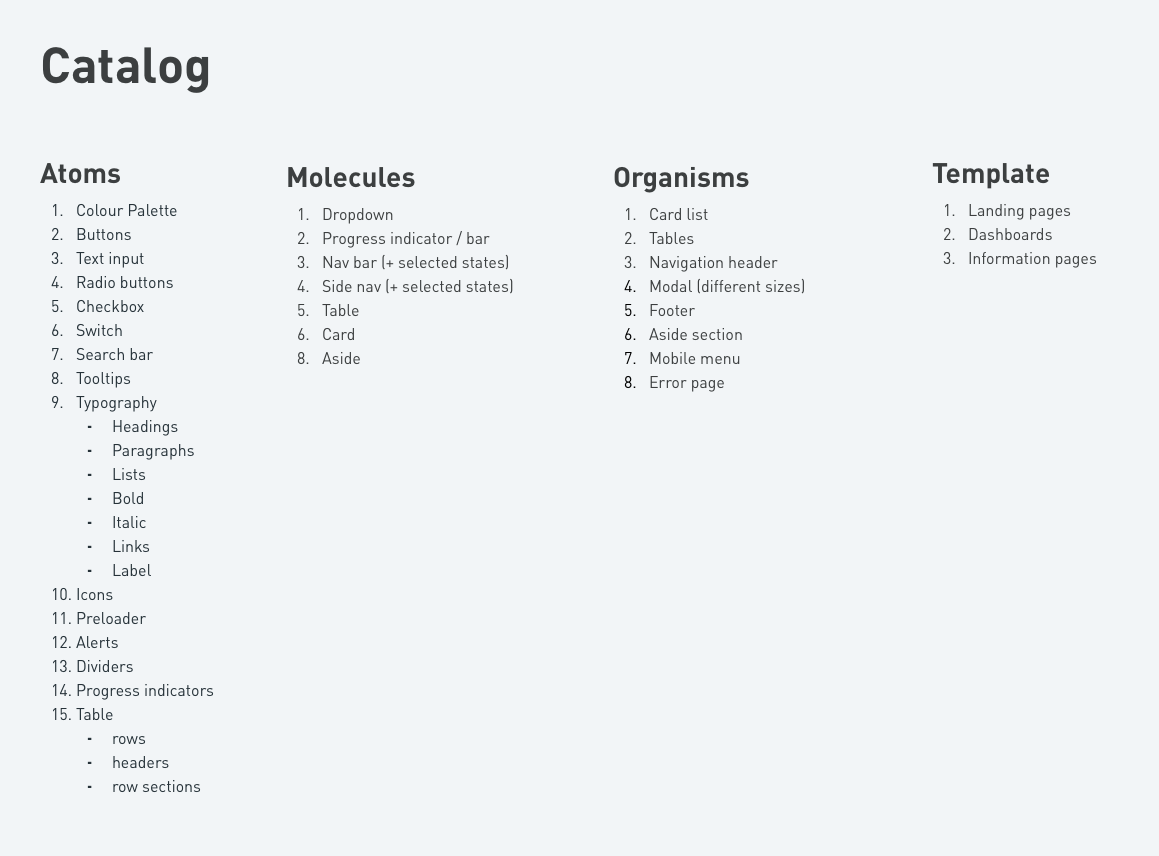 Catalog
Atoms
1. Colour Palette
2. Buttons
3. Text input
4. Radio buttons
5. Checkbox
6. Switch
7. Search bar
8. Tooltips
9. Typography
- Headings
- Paragraphs
- Lists
- Bold
- Italic
- Links
- Label
10. Icons
11. Preloader
12. Alerts
13. Dividers
14. Progress indicators
15. Table
- rows
- headers
- row sections
Molecules
1. Dropdown
2. Progress indicator / bar
3. Nav bar (+ selected states)
4. Side nav (+ selected states)
5. Table
6. Card
8. Aside
Organisms
1. Card list
2. Tables
3. Navigation header
4. Modal (different sizes)
5. Footer
6. Aside section
7. Mobile menu
8. Error page
Template
1. Landing pages
2. Dashboards
3. Information pages